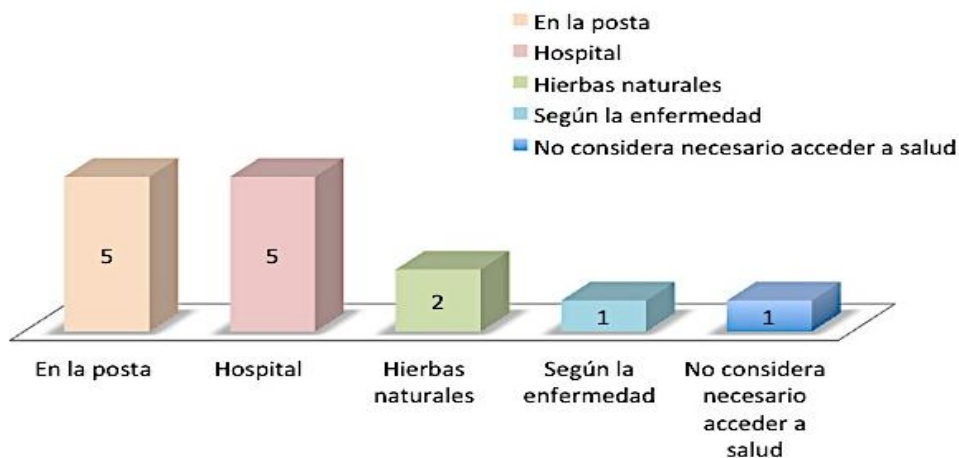 En la posta
Hospital
Hierbas naturales
Según la enfermedad
No considera necesario acceder a salud
5
5
2
1
1
En la posta
Hospital
Hierbas
naturales
Según la
enfermedad
No considera
necesario
acceder a
salud